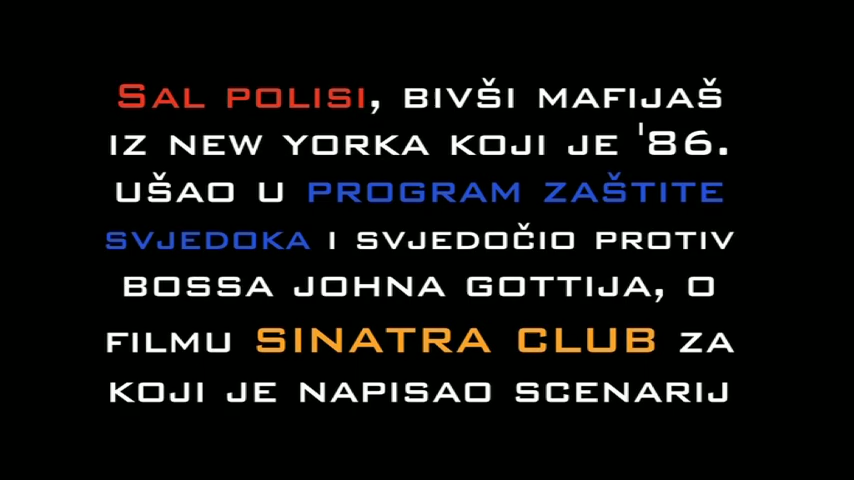 SAL POLISI, BIVŠI MAFIJAŠ
IZ NEW YORKA KOJI JE '86.
UŠAO U PROGRAM ZAŠTITE
SVJEDOKA I SVJEDOČIO PROTIV
BOSSA JOHNA GOTTIJA, O
FILMU SINATRA CLUB ZA
KOJI JE NAPISAO SCENARIJ